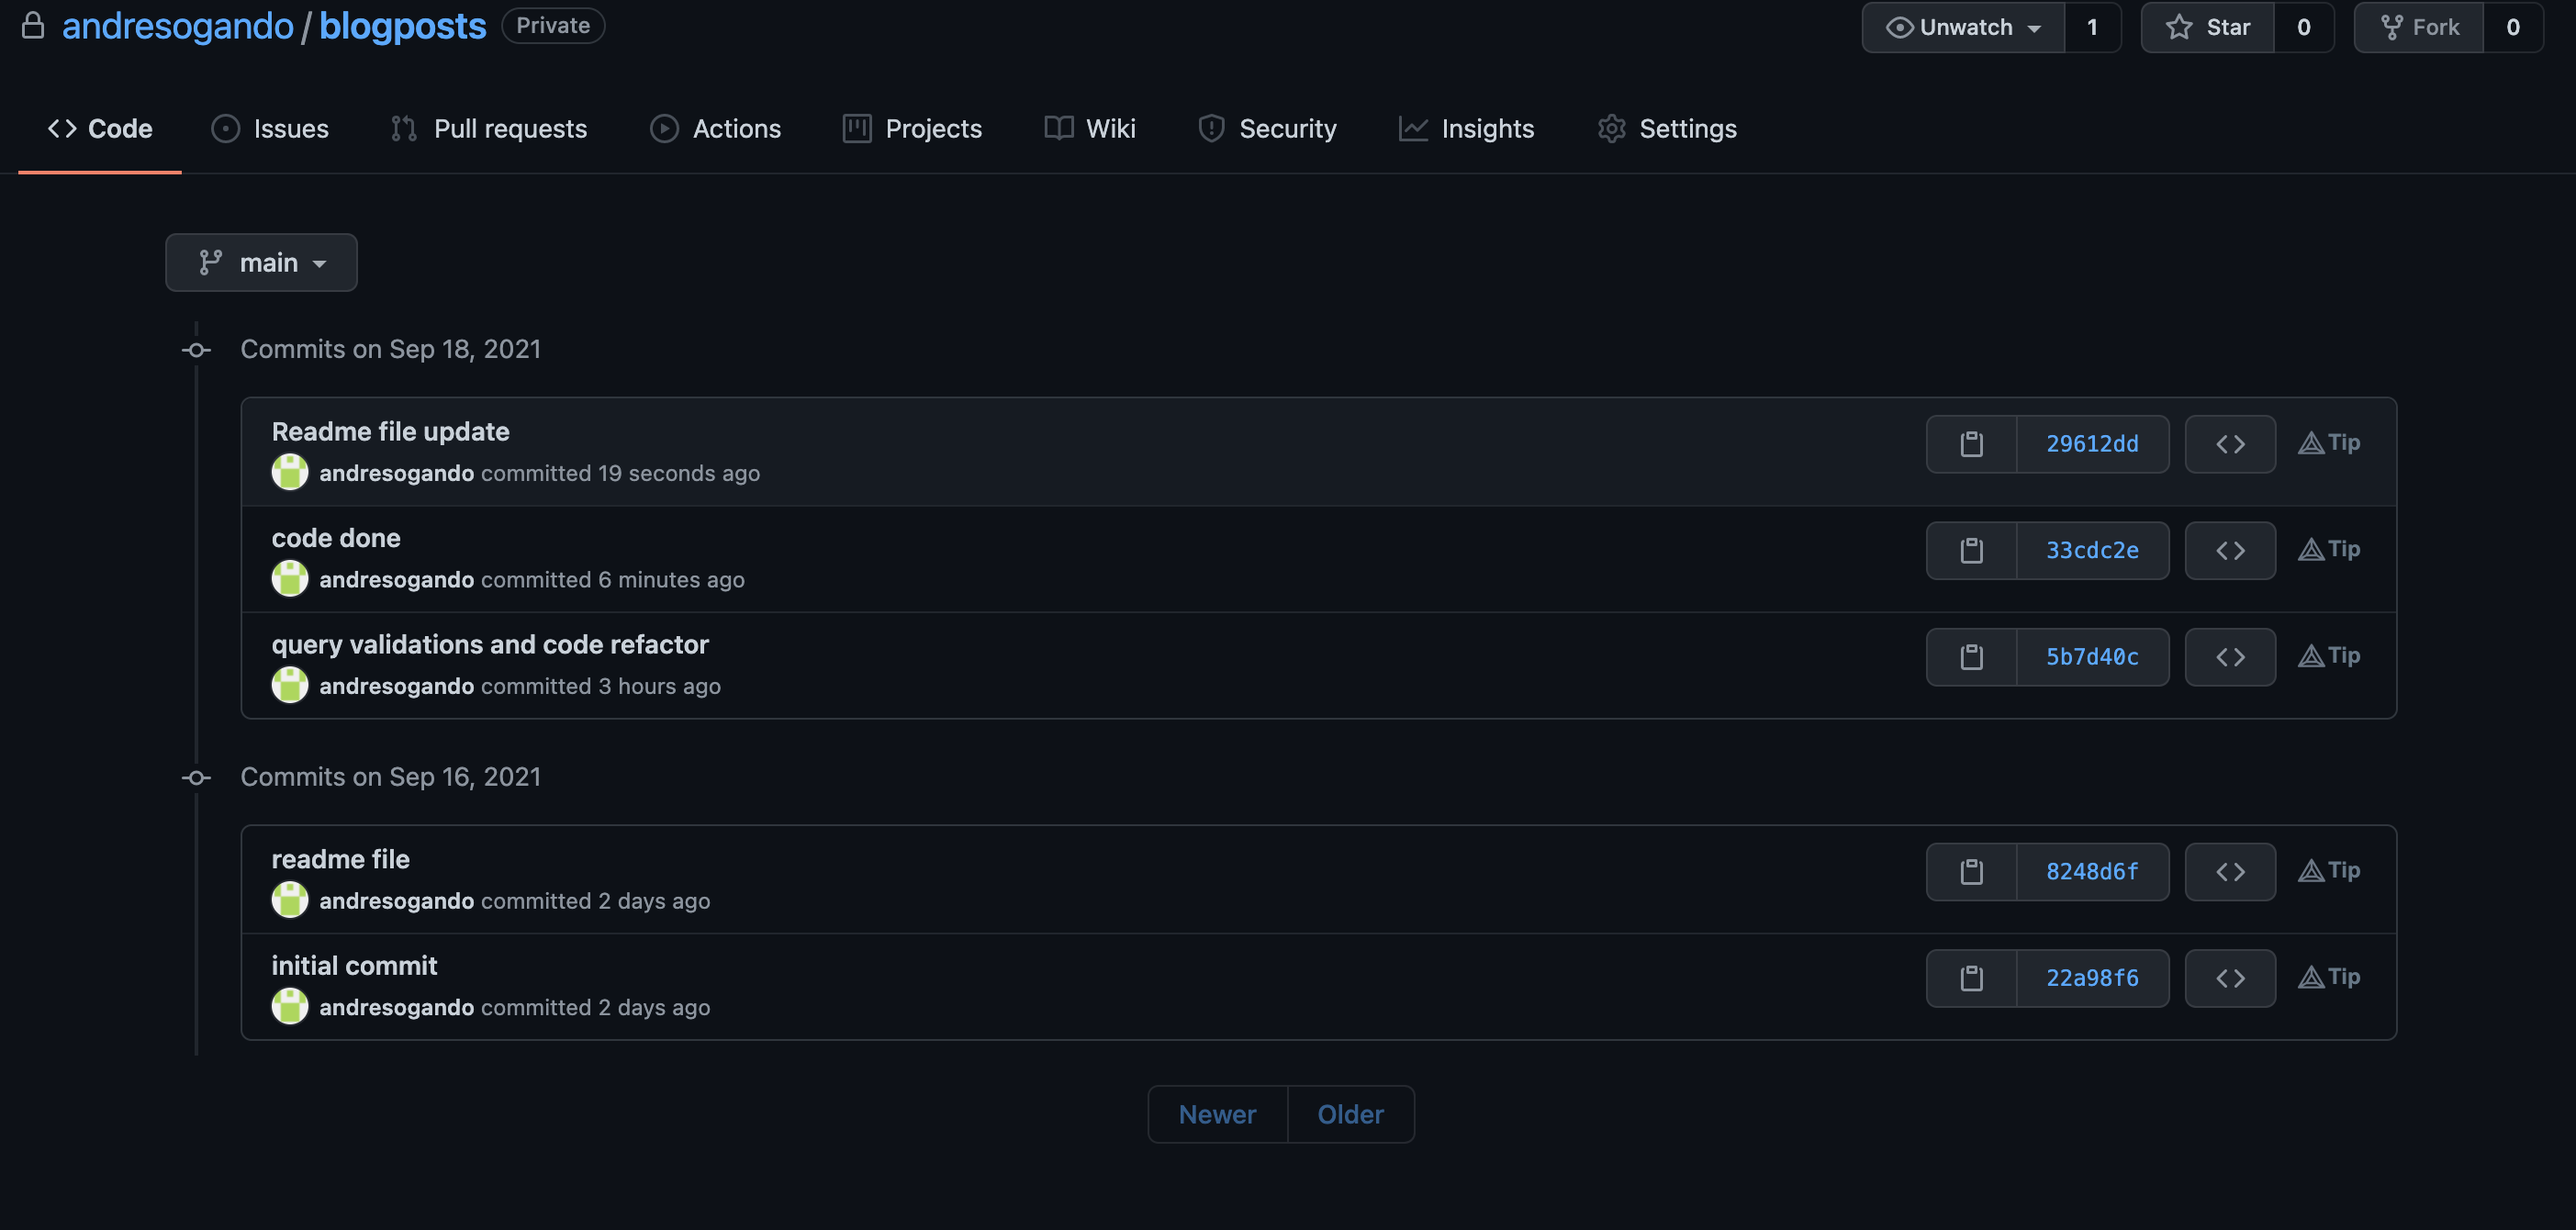 andresogando / blogposts Private Unwatch 1 Star 0 Fork 0
Code Issues Pull requests Actions Projects Wiki Security Insights Settings
main
Commits on Sep 18, 2021
Readme file update
andresogando committed 19 seconds ago 29612dd Tip
code done
andresogando committed 6 minutes ago 33cdc2e Tip
query validations and code refactor
andresogando committed 3 hours ago 5b7d40c Tip
Commits on Sep 16, 2021
readme file
andresogando committed 2 days ago 8248d6f Tip
initial commit
andresogando committed 2 days ago 22a98f6 Tip
Newer Older